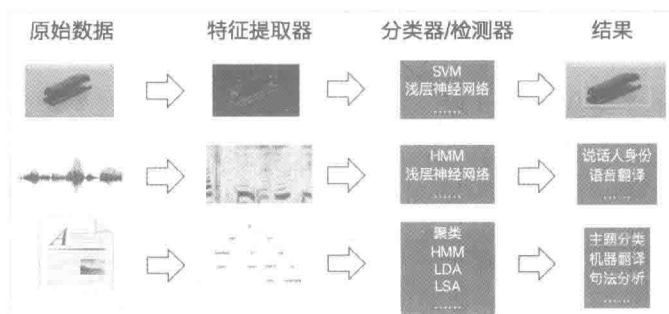 原始数据
特征提取器
分类器/检测器
结果
SVM
浅层神经网络
......
HMM
浅层神经网络
......
说话人身份
语音翻译
......
A
聚类
HMM
LDA
LSA
......
主题分类
机器翻译
句法分析
......